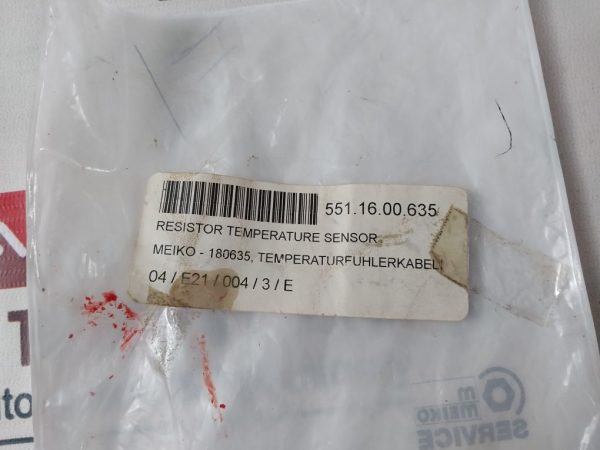 551.16.00.635
RESISTOR TEMPERATURE SENSOR
MEIKO - 180635, TEMPERATURFUHLERKABEL
04 / E21 / 004 / 3 / E
MEIKO
SERVICE